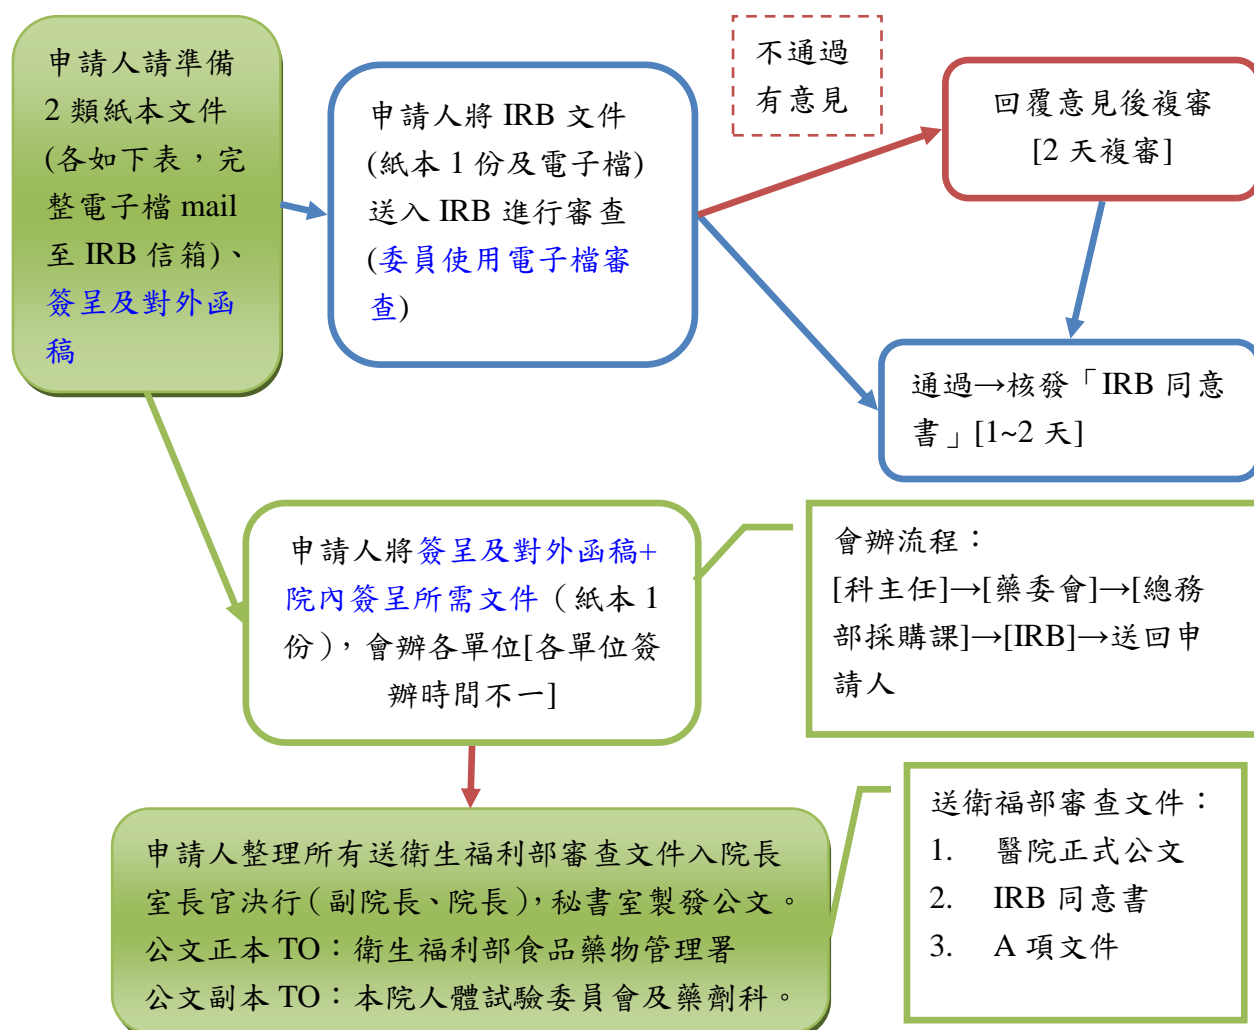 申請人請準備
2 類紙本文件
(各如下表，完
整電子檔 mail
至 IRB 信箱)、
簽呈及對外函
稿
申請人將 IRB 文件
(紙本 1 份及電子檔)
送入 IRB 進行審查
(委員使用電子檔審
查)
不通過
有意見
回覆意見後複審
[2 天複審]
通過→核發「IRB 同意
書」[1~2 天]
申請人將簽呈及對外函稿+
院內簽呈所需文件（紙本 1
份），會辦各單位[各單位簽
辦時間不一]
會辦流程：
[科主任]→[藥委會]→[總務
部採購課]→[IRB]→送回申
請人
申請人整理所有送衛生福利部審查文件入院長
室長官決行（副院長、院長），秘書室製發公文。
公文正本 TO：衛生福利部食品藥物管理署
公文副本 TO：本院人體試驗委員會及藥劑科。
送衛福部審查文件：
1. 醫院正式公文
2. IRB 同意書
3. A 項文件